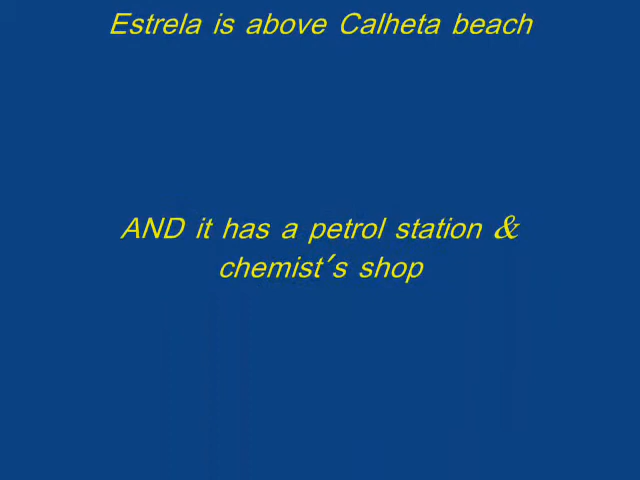 Estrela is above Calheta beach
AND it has a petrol station &
chemist's shop